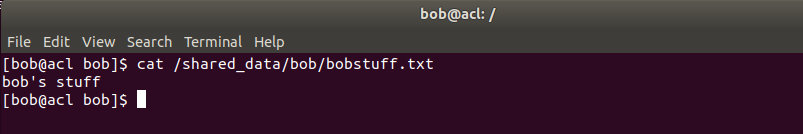 bob@acl: /
File Edit View Search Terminal Help
[bob@acl bob]$ cat /shared_data/bob/bobstuff.txt
bob's stuff
[bob@acl bob]$